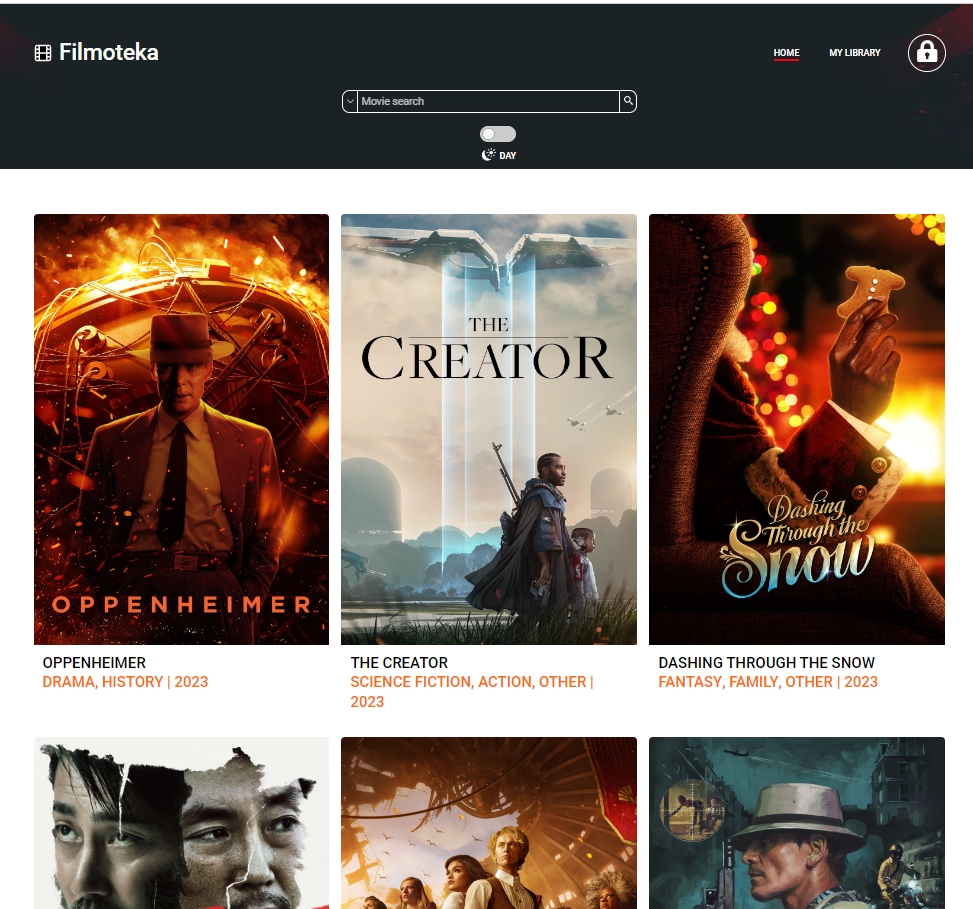 Filmoteka
HOME
MY LIBRARY
Movie search
DAY
THE
CREATOR
Dashing
Through the
Snow
OPPENHEIMER
OPPENHEIMER
DRAMA, HISTORY | 2023
THE CREATOR
SCIENCE FICTION, ACTION, OTHER |
2023
DASHING THROUGH THE SNOW
FANTASY, FAMILY, OTHER | 2023